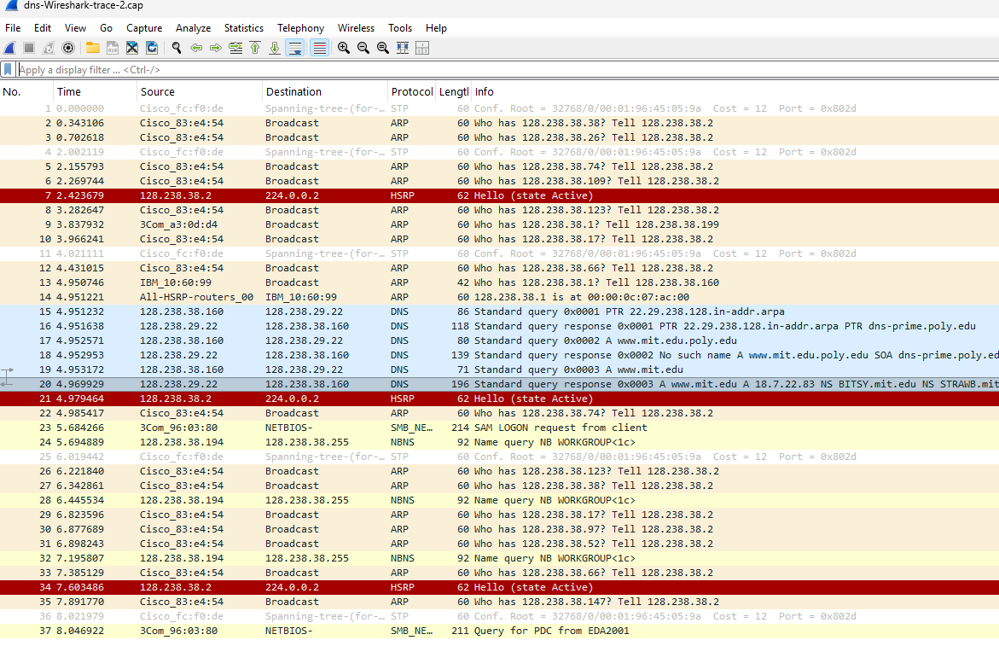 dns-Wireshark-trace-2.cap
File Edit View Go Capture Analyze Statistics Telephony Wireless Tools Help
Apply a display filter ... <Ctrl-/>
No. Time Source Destination Protocol Lengtl Info
1 0.000000 Cisco_fc:f0:de Spanning-tree-(for-… STP 60 Conf. Root = 32768/0/00:01:96:45:05:9a Cost = 12 Port = 0x802d
2 0.343106 Cisco_83:e4:54 Broadcast ARP 60 Who has 128.238.38.38? Tell 128.238.38.2
3 0.702618 Cisco_83:e4:54 Broadcast ARP 60 Who has 128.238.38.26? Tell 128.238.38.2
4 2.002119 Cisco_fc:f0:de Spanning-tree-(for-… STP 60 Conf. Root = 32768/0/00:01:96:45:05:9a Cost = 12 Port = 0x802d
5 2.155793 Cisco_83:e4:54 Broadcast ARP 60 Who has 128.238.38.74? Tell 128.238.38.2
6 2.269744 Cisco_83:e4:54 Broadcast ARP 60 Who has 128.238.38.109? Tell 128.238.38.2
7 2.423679 128.238.38.2 224.0.0.2 HSRP 62 Hello (state Active)
8 3.282647 Cisco_83:e4:54 Broadcast ARP 60 Who has 128.238.38.123? Tell 128.238.38.2
9 3.837932 3Com_a3:0d:d4 Broadcast ARP 60 Who has 128.238.38.1? Tell 128.238.38.199
10 3.966241 Cisco_83:e4:54 Broadcast ARP 60 Who has 128.238.38.17? Tell 128.238.38.2
11 4.021111 Cisco_fc:f0:de Spanning-tree-(for-… STP 60 Conf. Root = 32768/0/00:01:96:45:05:9a Cost = 12 Port = 0x802d
12 4.431015 Cisco_83:e4:54 Broadcast ARP 60 Who has 128.238.38.66? Tell 128.238.38.2
13 4.950746 IBM_10:60:99 Broadcast ARP 42 Who has 128.238.38.1? Tell 128.238.38.160
14 4.951221 All-HSRP-routers_00 IBM_10:60:99 ARP 60 128.238.38.1 is at 00:00:0c:07:ac:00
15 4.951232 128.238.38.160 128.238.29.22 DNS 86 Standard query 0x0001 PTR 22.29.238.128.in-addr.arpa
16 4.951638 128.238.29.22 128.238.38.160 DNS 118 Standard query response 0x0001 PTR 22.29.238.128.in-addr.arpa PTR dns-prime.poly.edu
17 4.952571 128.238.38.160 128.238.29.22 DNS 80 Standard query 0x0002 A www.mit.edu.poly.edu
18 4.952953 128.238.29.22 128.238.38.160 DNS 139 Standard query response 0x0002 No such name A www.mit.edu.poly.edu SOA dns-prime.poly.ed
19 4.953172 128.238.38.160 128.238.29.22 DNS 71 Standard query 0x0003 A www.mit.edu
20 4.969929 128.238.29.22 128.238.38.160 DNS 196 Standard query response 0x0003 A www.mit.edu A 18.7.22.83 NS BITSY.mit.edu NS STRAWB.mit
21 4.979464 128.238.38.2 224.0.0.2 HSRP 62 Hello (state Active)
22 4.985417 Cisco_83:e4:54 Broadcast ARP 60 Who has 128.238.38.74? Tell 128.238.38.2
23 5.684266 3Com_96:03:80 NETBIOS- SMB_NE… 214 SAM LOGON request from client
24 5.694889 128.238.38.194 128.238.38.255 NBNS 92 Name query NB WORKGROUP<1c>
25 6.019442 Cisco_fc:f0:de Spanning-tree-(for-… STP 60 Conf. Root = 32768/0/00:01:96:45:05:9a Cost = 12 Port = 0x802d
26 6.221840 Cisco_83:e4:54 Broadcast ARP 60 Who has 128.238.38.123? Tell 128.238.38.2
27 6.342861 Cisco_83:e4:54 Broadcast ARP 60 Who has 128.238.38.38? Tell 128.238.38.2
28 6.445534 128.238.38.194 128.238.38.255 NBNS 92 Name query NB WORKGROUP<1c>
29 6.823596 Cisco_83:e4:54 Broadcast ARP 60 Who has 128.238.38.17? Tell 128.238.38.2
30 6.877689 Cisco_83:e4:54 Broadcast ARP 60 Who has 128.238.38.97? Tell 128.238.38.2
31 6.898243 Cisco_83:e4:54 Broadcast ARP 60 Who has 128.238.38.52? Tell 128.238.38.2
32 7.195807 128.238.38.194 128.238.38.255 NBNS 92 Name query NB WORKGROUP<1c>
33 7.385129 Cisco_83:e4:54 Broadcast ARP 60 Who has 128.238.38.66? Tell 128.238.38.2
34 7.603486 128.238.38.2 224.0.0.2 HSRP 62 Hello (state Active)
35 7.891770 Cisco_83:e4:54 Broadcast ARP 60 Who has 128.238.38.147? Tell 128.238.38.2
36 8.021979 Cisco_fc:f0:de Spanning-tree-(for-… STP 60 Conf. Root = 32768/0/00:01:96:45:05:9a Cost = 12 Port = 0x802d
37 8.046922 3Com_96:03:80 NETBIOS- SMB_NE… 211 Query for PDC from EDA2001